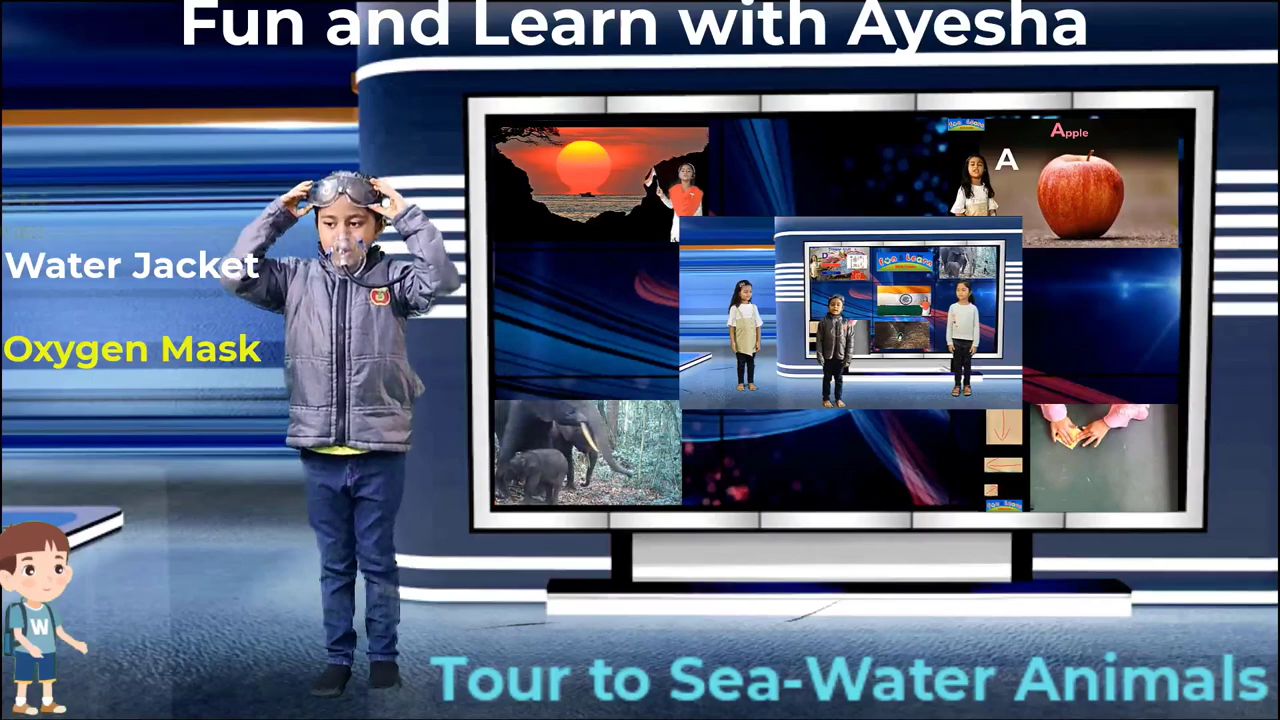 Fun and Learn with Ayesha
Apple
A
Water Jacket
Oxygen Mask
W
Tour to Sea-Water Animals